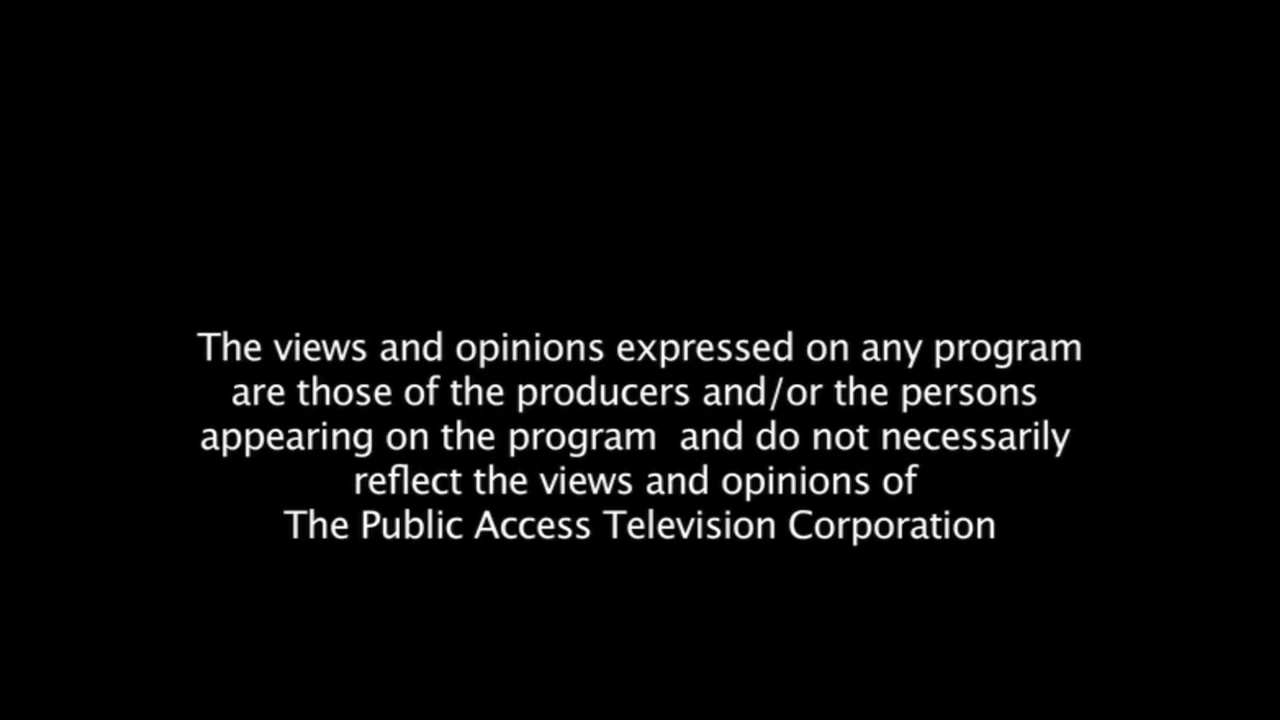 The views and opinions expressed on any program
are those of the producers and/or the persons
appearing on the program  and do not necessarily
reflect the views and opinions of
The Public Access Television Corporation